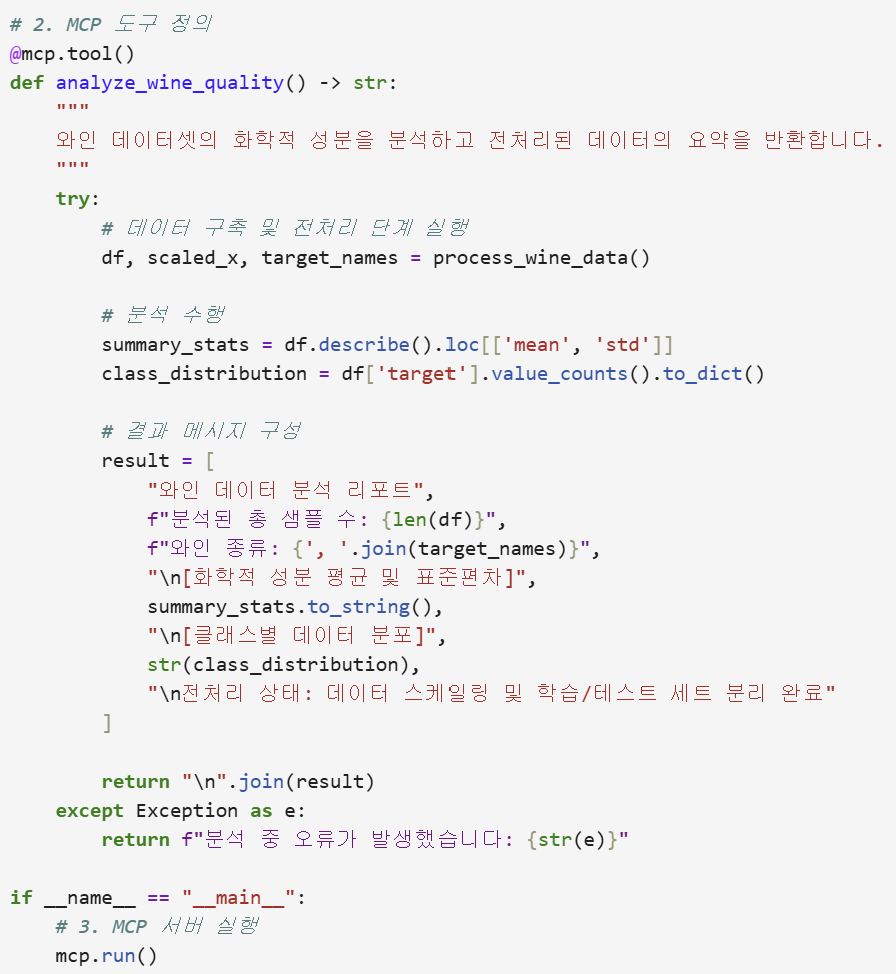 # 2. MCP 도구 정의
@mcp.tool()
def analyze_wine_quality() -> str:
    """
    와인 데이터셋의 화학적 성분을 분석하고 전처리된 데이터의 요약을 반환합니다.
    """
    try:
        # 데이터 구축 및 전처리 단계 실행
        df, scaled_x, target_names = process_wine_data()

        # 분석 수행
        summary_stats = df.describe().loc[['mean', 'std']]
        class_distribution = df['target'].value_counts().to_dict()

        # 결과 메시지 구성
        result = [
            "와인 데이터 분석 리포트",
            f"분석된 총 샘플 수: {len(df)}",
            f"와인 종류: {', '.join(target_names)}",
            "\n[화학적 성분 평균 및 표준편차]",
            summary_stats.to_string(),
            "\n[클래스별 데이터 분포]",
            str(class_distribution),
            "\n전처리 상태: 데이터 스케일링 및 학습/테스트 세트 분리 완료"
        ]

        return "\n".join(result)
    except Exception as e:
        return f"분석 중 오류가 발생했습니다: {str(e)}"

if __name__ == "__main__":
    # 3. MCP 서버 실행
    mcp.run()